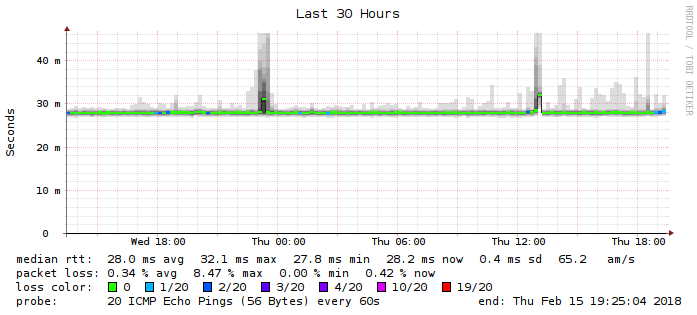 Last 30 Hours
RRDTOOL / TOBI OETIKER
Seconds
40 m
30 m
20 m
10 m
0
Wed 18:00 Thu 00:00 Thu 06:00 Thu 12:00 Thu 18:00
median rtt: 28.0 ms avg 32.1 ms max 27.8 ms min 28.2 ms now 0.4 ms sd 65.2 am/s
packet loss: 0.34 % avg 8.47 % max 0.00 % min 0.42 % now
loss color: 0 1/20 2/20 3/20 4/20 10/20 19/20
probe: 20 ICMP Echo Pings (56 Bytes) every 60s end: Thu Feb 15 19:25:04 2018